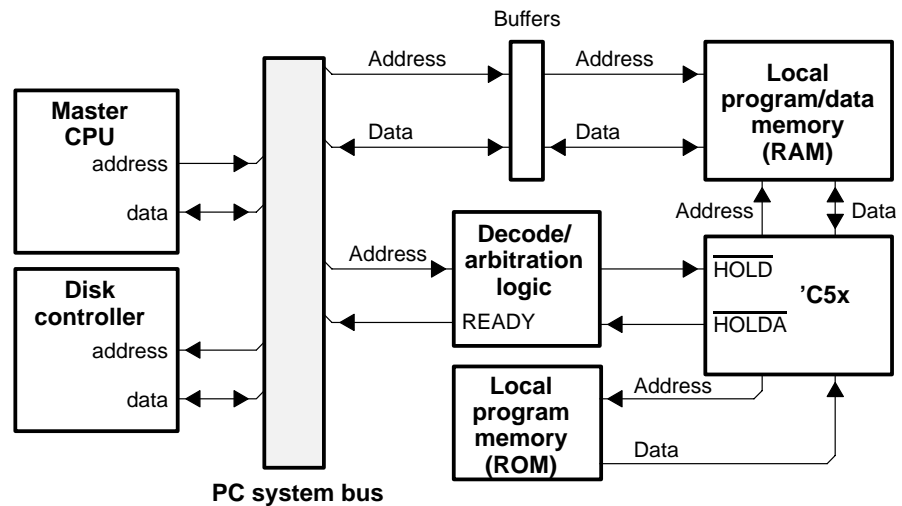 Buffers
Address
Address
Master
CPU
address
data
Data
Data
Local
program/data
memory
(RAM)
Address
Data
Disk
controller
address
data
Address
Decode/
arbitration
logic
READY
HOLD
HOLDA
’C5x
Local
program
memory
(ROM)
Address
Data
PC system bus